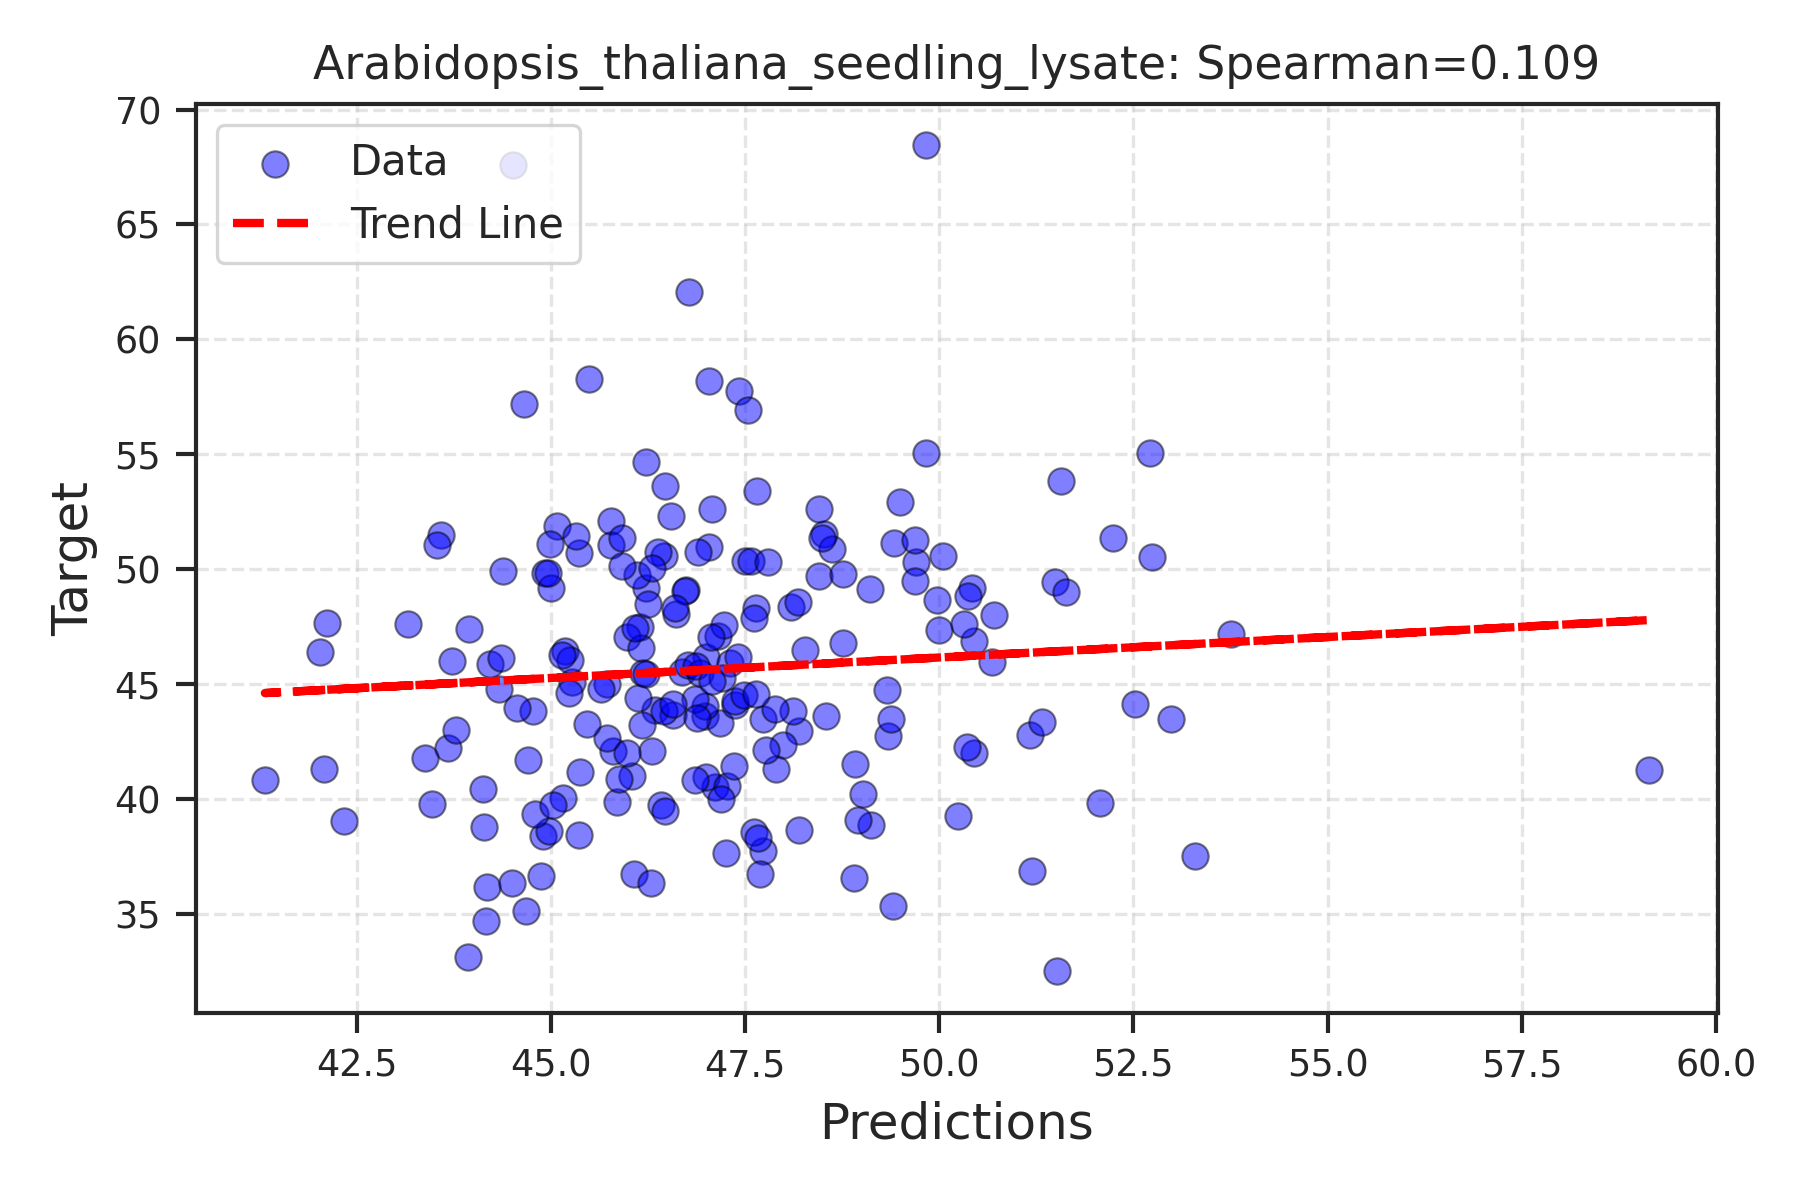 Arabidopsis_thaliana_seedling_lysate: Spearman=0.109
Data
Trend Line
70
65
60
55
50
45
40
35
Target
42.5 45.0 47.5 50.0 52.5 55.0 57.5 60.0
Predictions